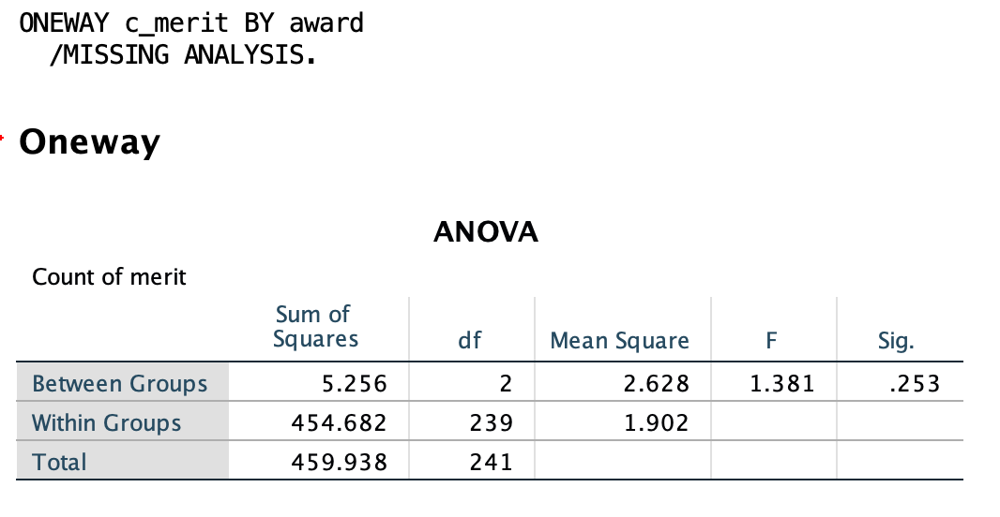 ONEWAY c_merit BY award
/MISSING ANALYSIS.
Oneway
ANOVA
Count of merit
Sum of Squares df Mean Square F Sig.
Between Groups 5.256 2 2.628 1.381 .253
Within Groups 454.682 239 1.902
Total 459.938 241